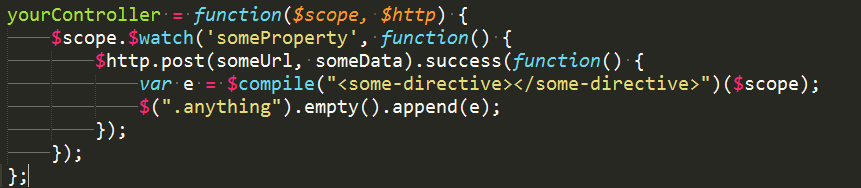 yourController = function($scope, $http) {
    $scope.$watch('someProperty', function() {
        $http.post(someUrl, someData).success(function() {
            var e = $compile("<some-directive></some-directive>")($scope);
            $(".anything").empty().append(e);
        });
    });
};